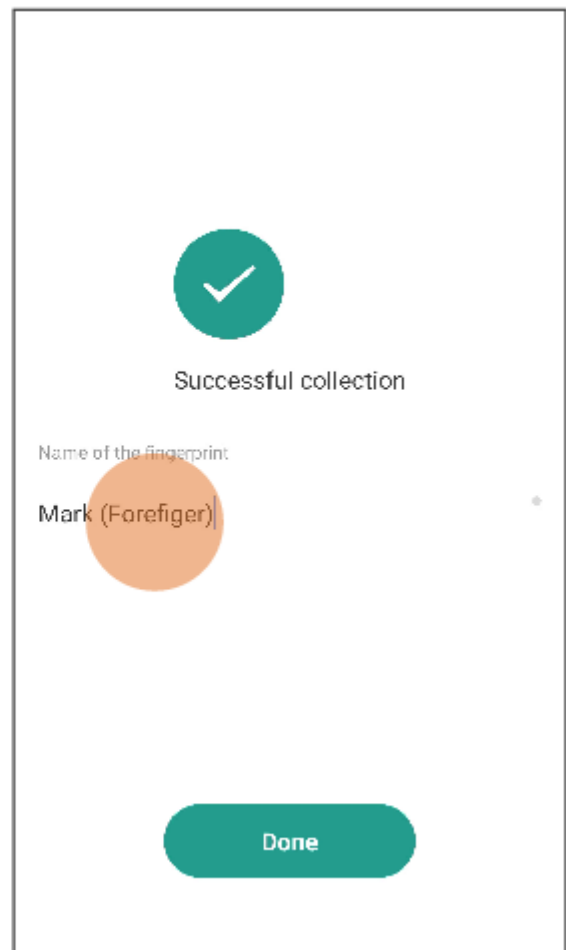 Successful collection
Name of the fingerprint
Mark (Forefiger)
Done